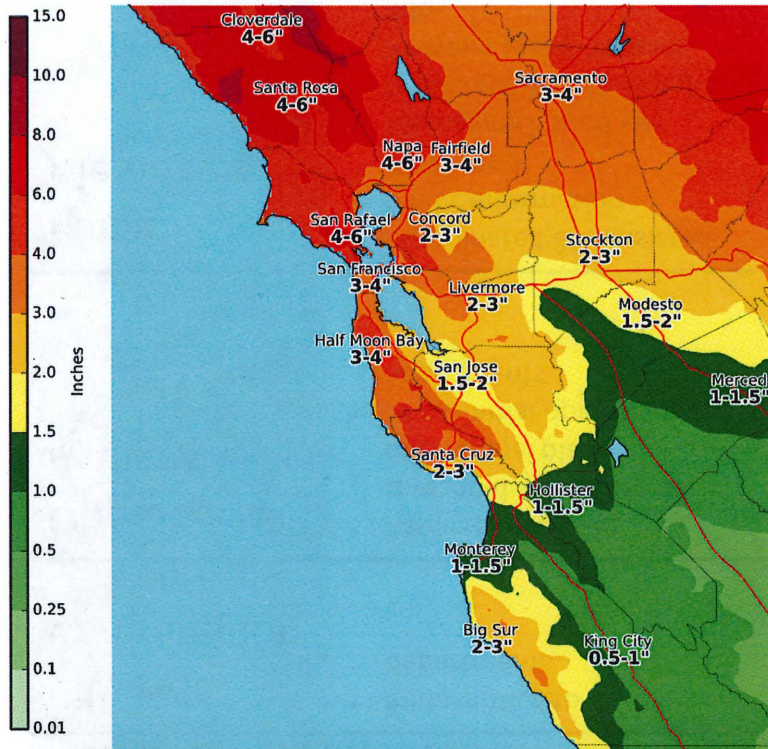 15.0
10.0
8.0
6.0
4.0
3.0
2.0
1.5
1.0
0.5
0.25
0.1
0.01
Inches
Cloverdale
4-6"
Santa Rosa
4-6"
Sacramento
3-4"
Napa
4-6"
Fairfield
3-4"
San Rafael
4-6"
Concord
2-3"
Stockton
2-3"
San Francisco
3-4"
Livermore
2-3"
Modesto
1.5-2"
Half Moon Bay
3-4"
San Jose
1.5-2"
Merced
1-1.5"
Santa Cruz
2-3"
Hollister
1-1.5"
Monterey
1-1.5"
Big Sur
2-3"
King City
0.5-1"